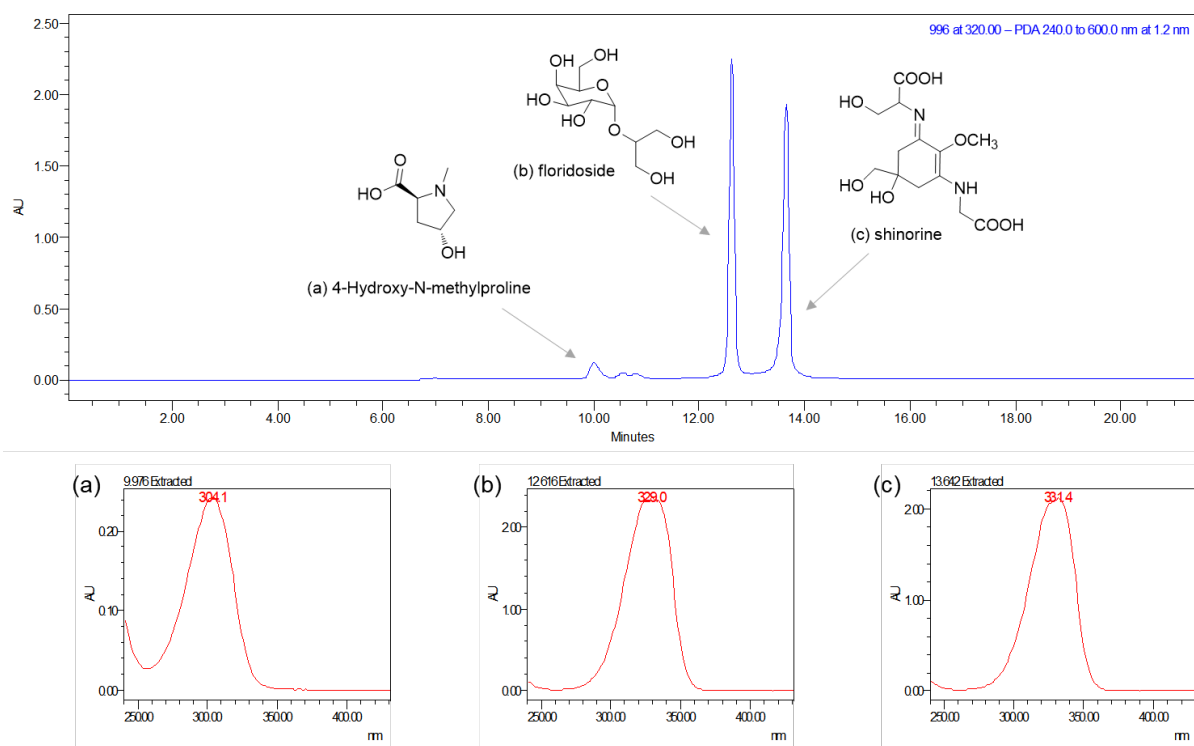 996 at 320.00 – PDA 240.0 to 600.0 nm at 1.2 nm
2.50
2.00
1.50
1.00
0.50
0.00
AU
2.00
4.00
6.00
8.00
10.00
12.00
14.00
16.00
18.00
20.00
Minutes
O
HO
N
OH
(a) 4-Hydroxy-N-methylproline
OH
OH
O
HO
HO
O
OH
OH
(b) floridoside
COOH
HO
N
OCH3
HO
HO
NH
COOH
(c) shinorine
(a)
9.976 Extracted
304.1
0.20
0.10
0.00
AU
250.00
300.00
350.00
400.00
nm
(b)
12.616 Extracted
329.0
2.00
1.00
0.00
AU
250.00
300.00
350.00
400.00
nm
(c)
13.642 Extracted
331.4
2.00
1.00
0.00
AU
250.00
300.00
350.00
400.00
nm